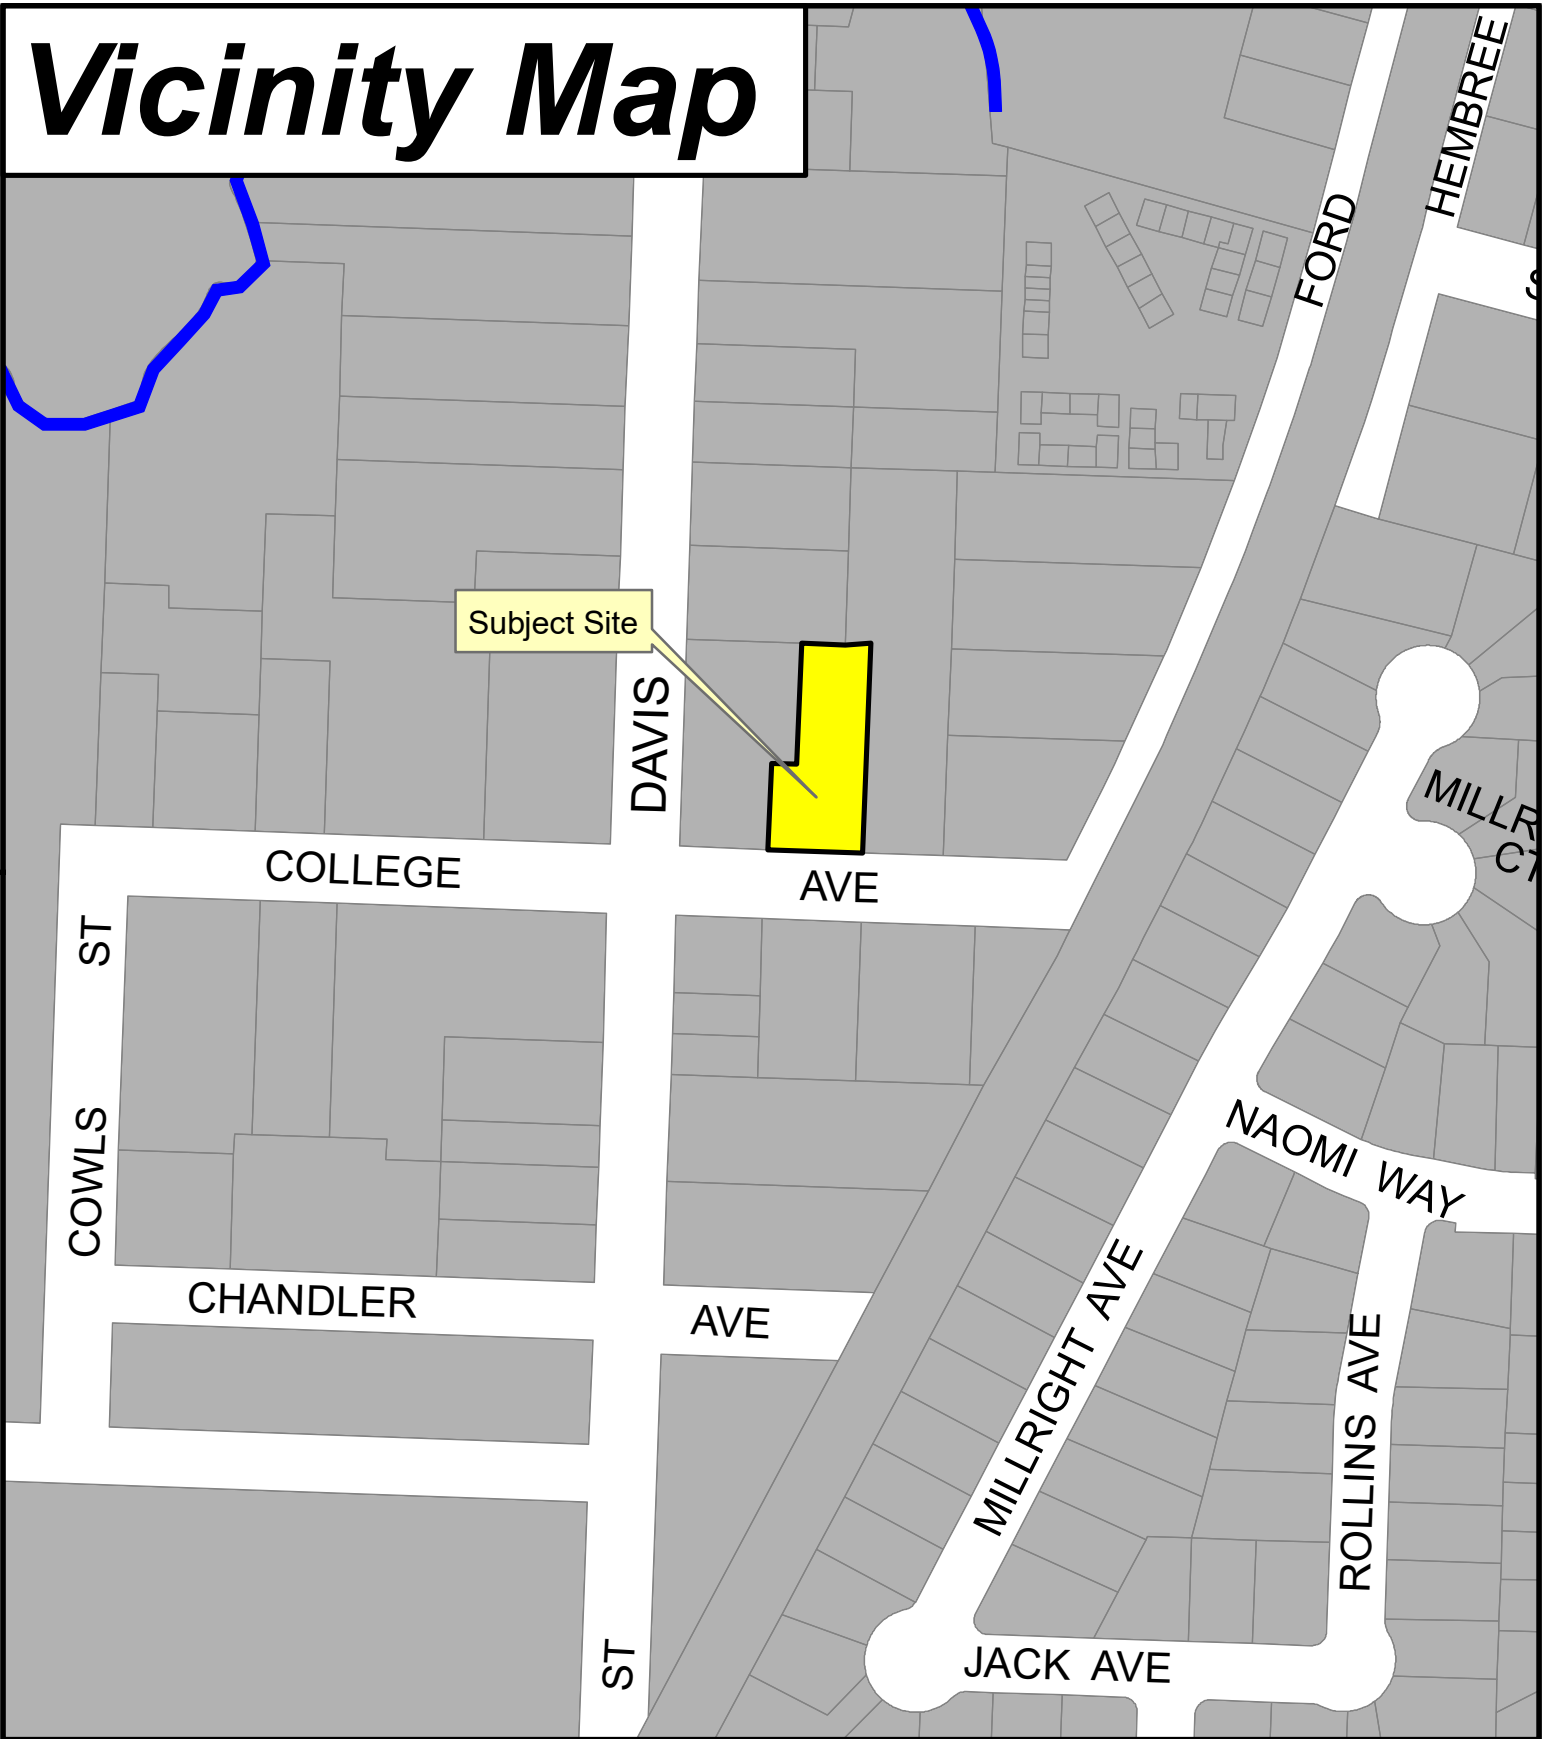 Vicinity Map
HEMBREE
FORD
S
Subject Site
DAVIS
MILLR
CT
COLLEGE
AVE
ST
COWLS
NAOMI WAY
CHANDLER
AVE
MILLRIGHT AVE
ROLLINS AVE
ST
JACK AVE